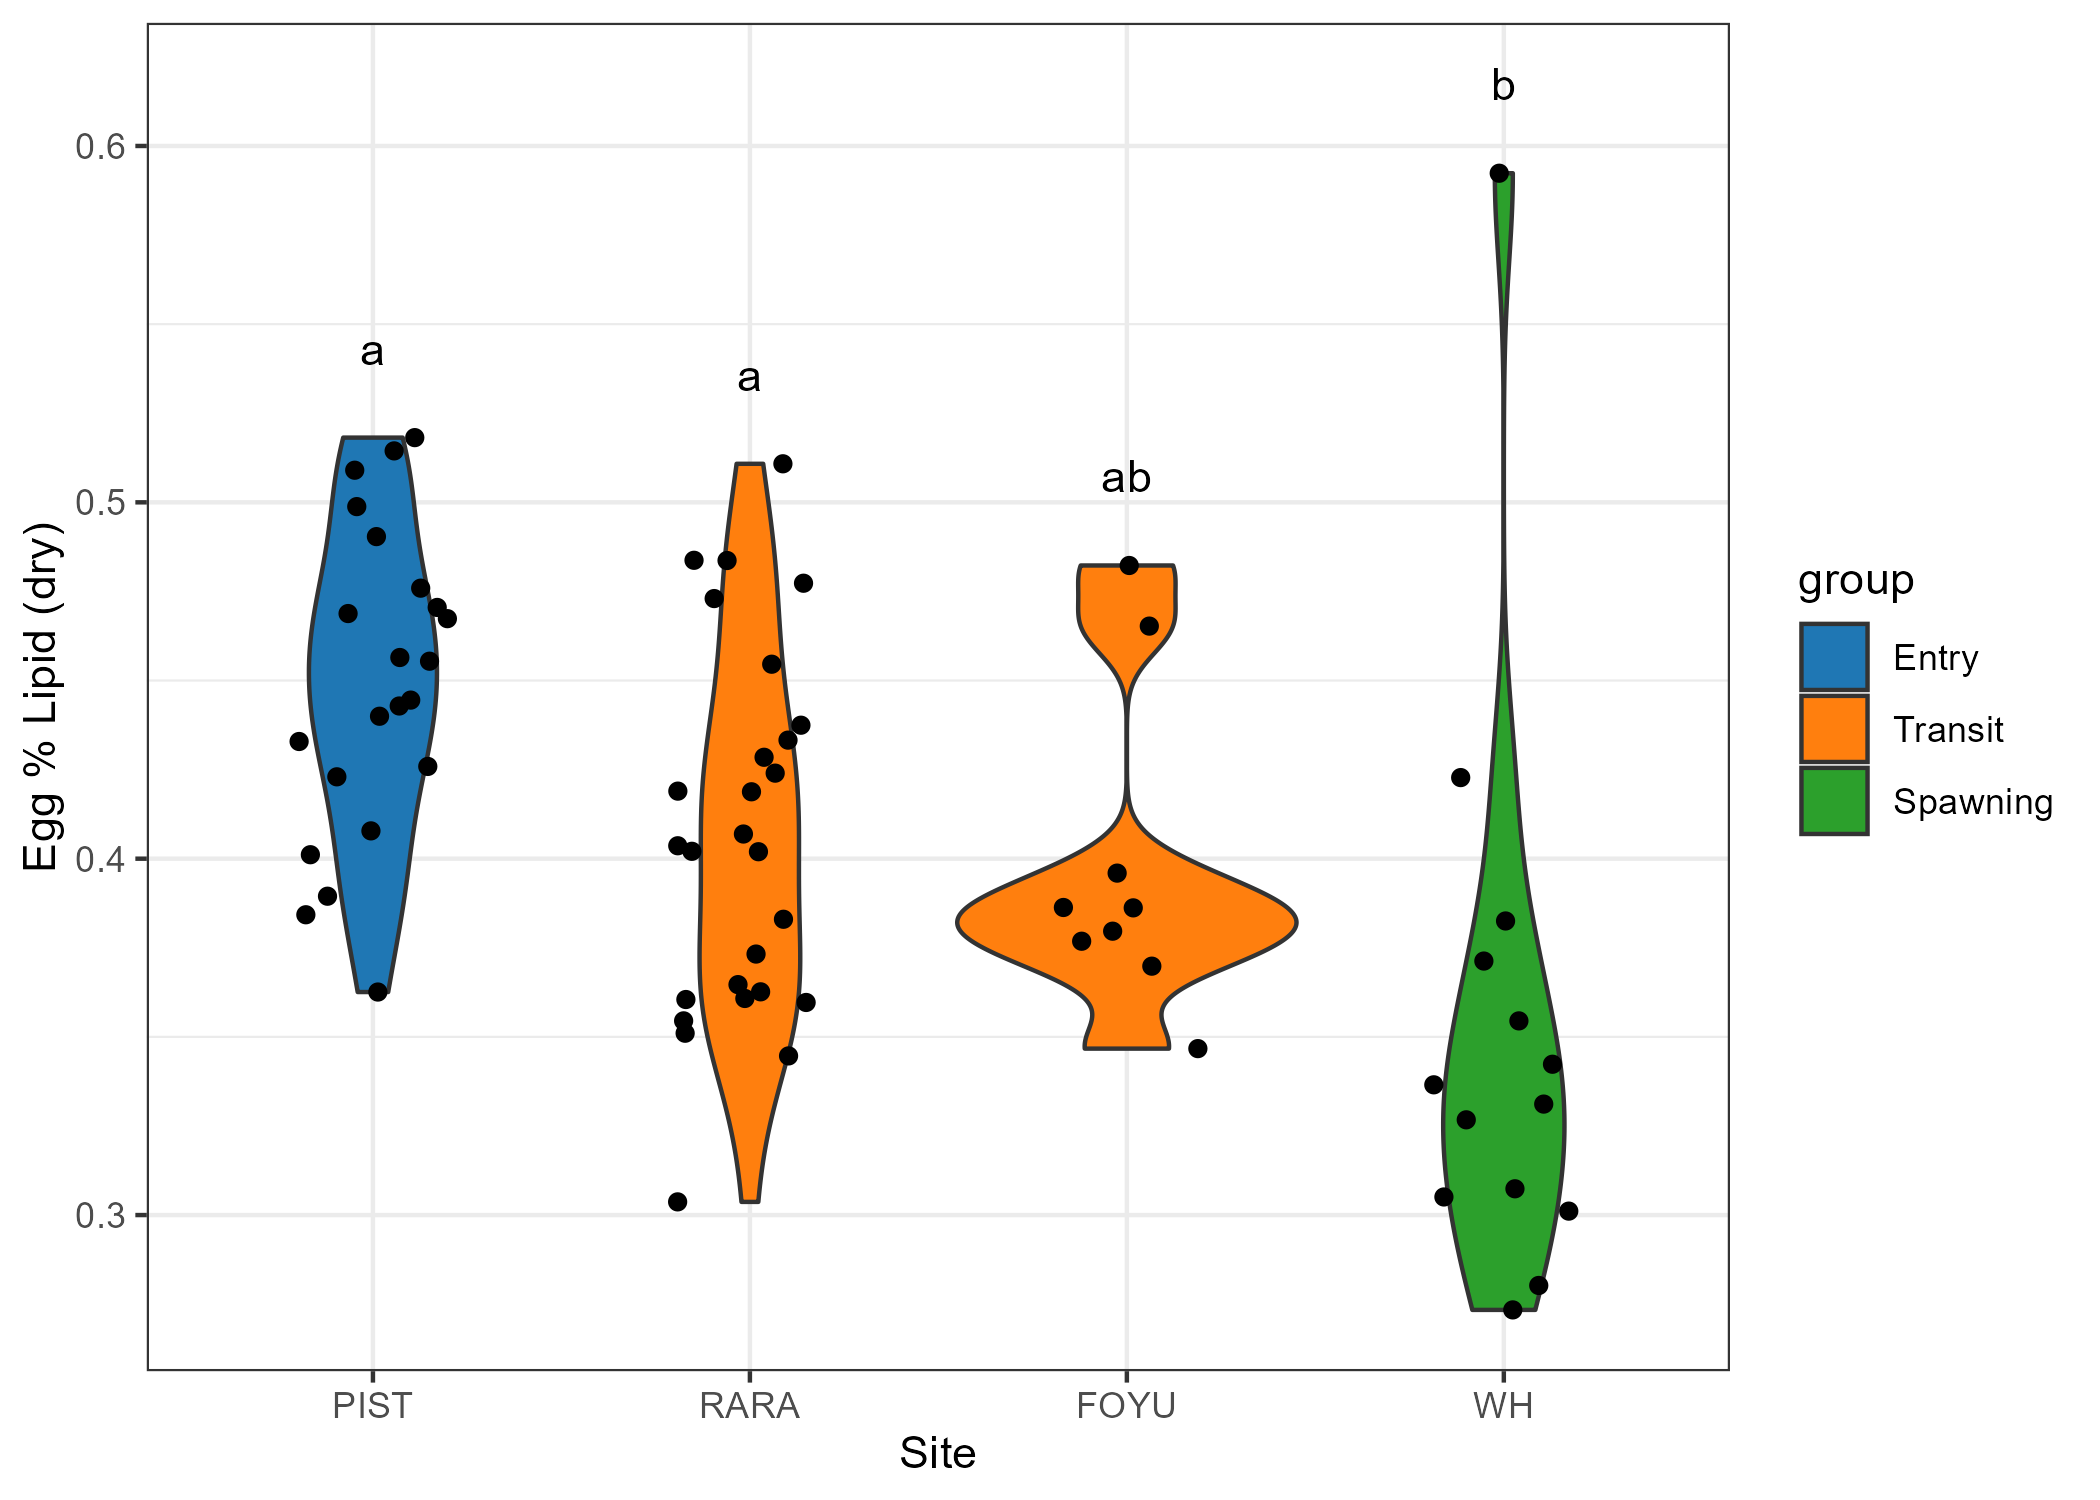 b
0.6
a
a
ab
0.5
0.4
0.3
Egg % Lipid (dry)
PIST
RARA
FOYU
WH
Site
group
Entry
Transit
Spawning